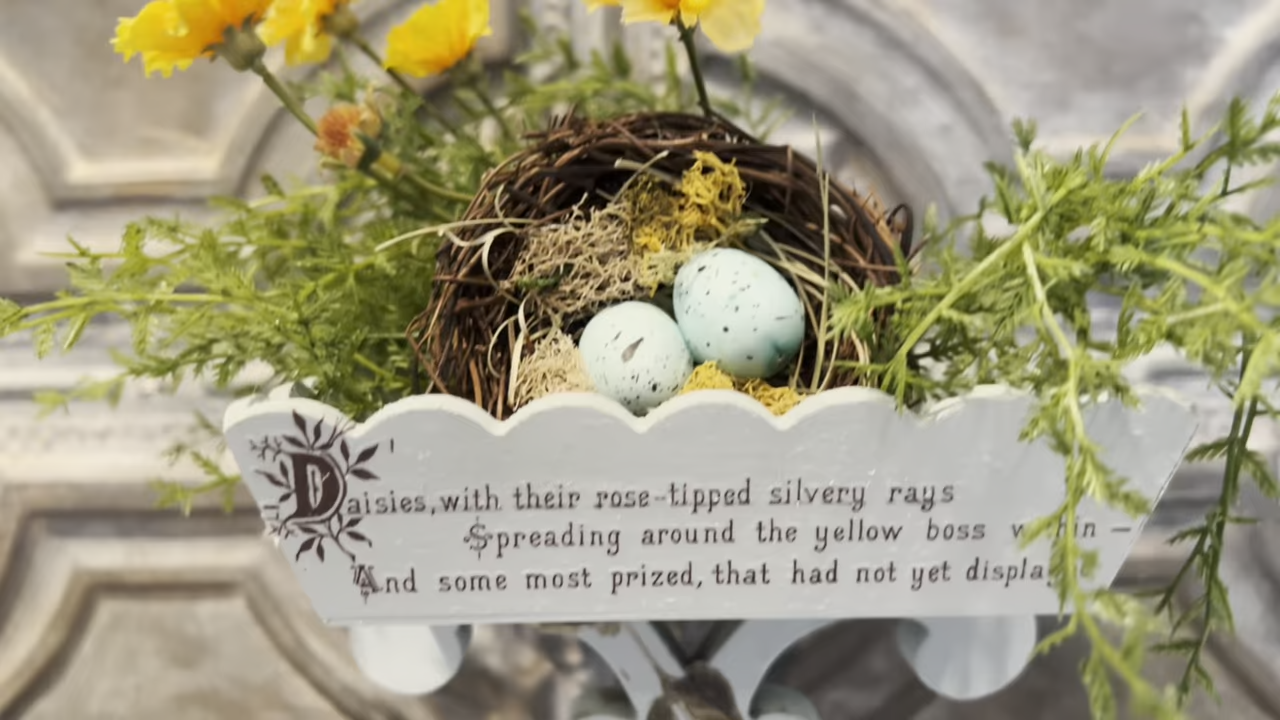 Daisies, with their rose-tipped silvery rays
Spreading around the yellow boss —
And some most prized, that had not yet